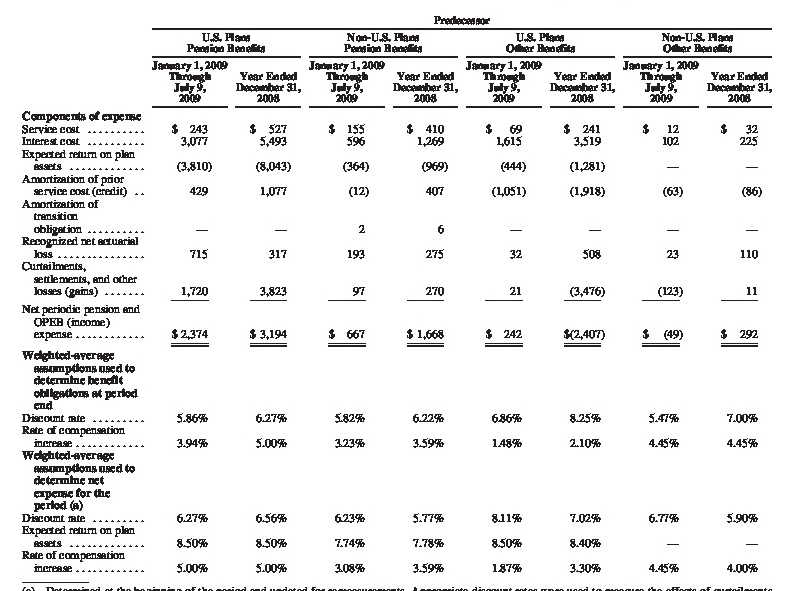 Predecessor
U.S. Plans Non-U.S. Plans U.S. Plans Non-U.S. Plans
Pension Benefits Pension Benefits Other Benefits Other Benefits
January 1, 2009 January 1, 2009 January 1, 2009 January 1, 2009
Through Year Ended Through Year Ended Through Year Ended Through Year Ended
July 9, December 31, July 9, December 31, July 9, December 31, July 9, December 31,
2009 2008 2009 2008 2009 2008 2009 2008
Components of expense
Service cost .......... $ 243 $ 527 $ 155 $ 410 $ 69 $ 241 $ 12 $ 32
Interest cost .......... 3,077 5,493 596 1,269 1,615 3,519 102 225
Expected return on plan
assets ............. (3,810) (8,043) (364) (969) (444) (1,281) — —
Amortization of prior
service cost (credit) .. 429 1,077 (12) 407 (1,051) (1,918) (63) (86)
Amortization of
transition
obligation .......... — — 2 6 — — — —
Recognized net actuarial
loss ............... 715 317 193 275 32 508 23 110
Curtailments,
settlements, and other
losses (gains) ....... 1,720 3,823 97 270 21 (3,476) (123) 11
Net periodic pension and
OPEB (income)
expense ............ $ 2,374 $ 3,194 $ 667 $ 1,668 $ 242 $(2,407) $ (49) $ 292
Weighted-average
assumptions used to
determine benefit
obligations at period
end
Discount rate ......... 5.86% 6.27% 5.82% 6.22% 6.86% 8.25% 5.47% 7.00%
Rate of compensation
increase ............ 3.94% 5.00% 3.23% 3.59% 1.48% 2.10% 4.45% 4.45%
Weighted-average
assumptions used to
determine net
expense for the
period (a)
Discount rate ......... 6.27% 6.56% 6.23% 5.77% 8.11% 7.02% 6.77% 5.90%
Expected return on plan
assets ............. 8.50% 8.50% 7.74% 7.78% 8.50% 8.40% — —
Rate of compensation
increase ............ 5.00% 5.00% 3.08% 3.59% 1.87% 3.30% 4.45% 4.00%
(a) Determined at the beginning of the period and updated for remeasurements. Appropriate discount rates were used to measure the effects of curtailments